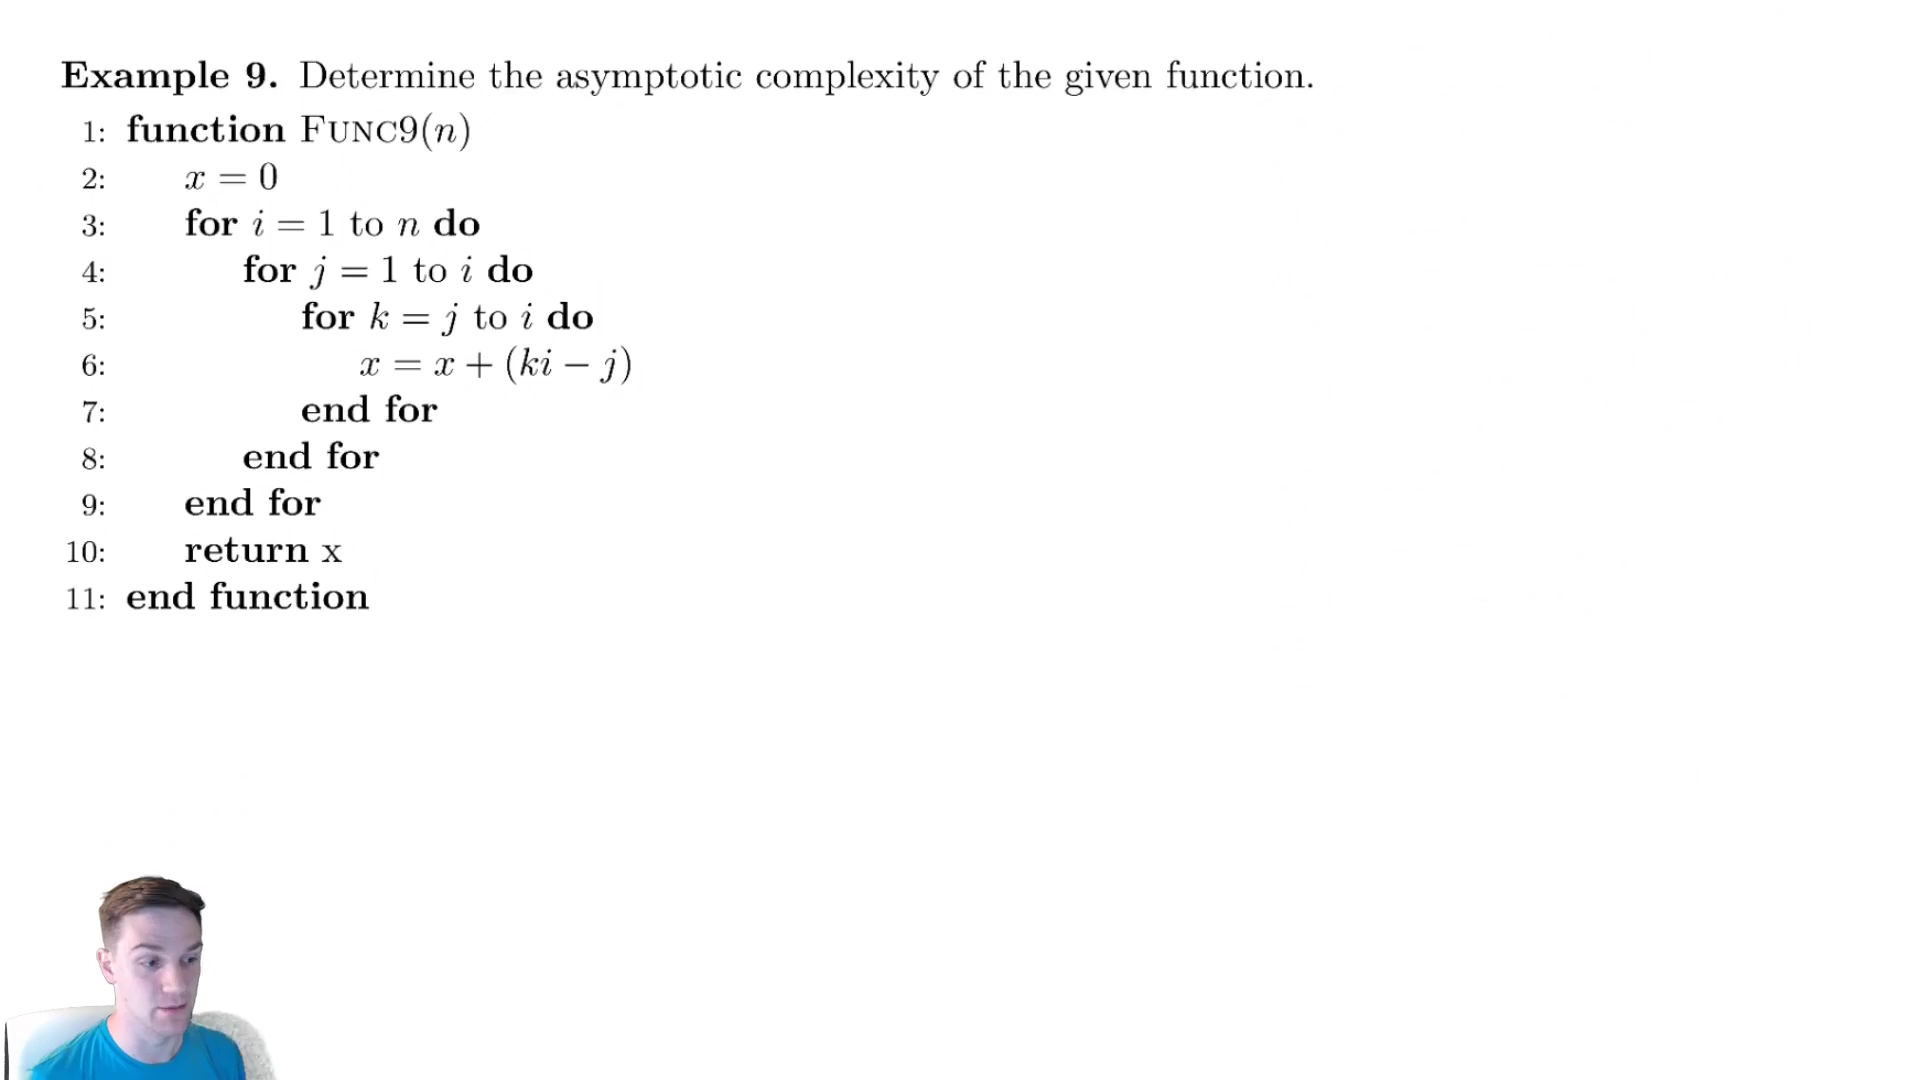 Example 9. Determine the asymptotic complexity of the given function.
1: function FUNC9(n)
2: x = 0
3: for i = 1 to n do
4: for j = 1 to i do
5: for k = j to i do
6: x = x + (ki − j)
7: end for
8: end for
9: end for
10: return x
11: end function